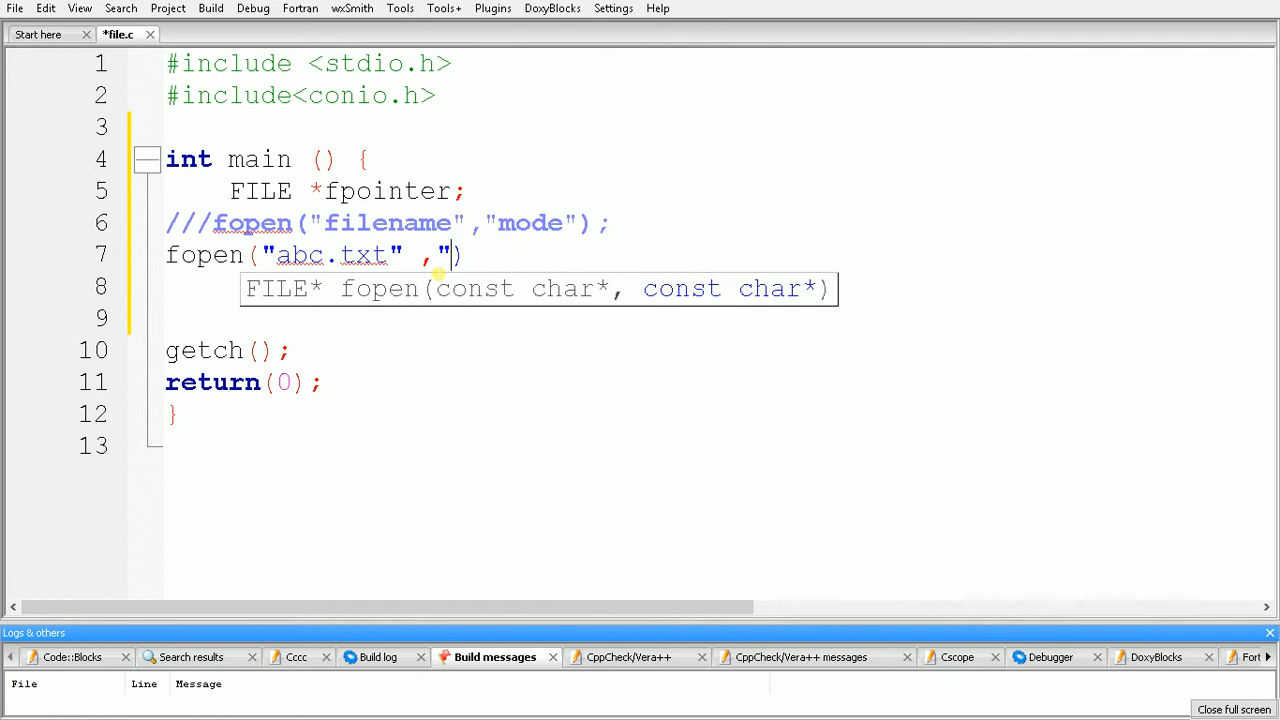 File Edit View Search Project Build Debug Fortran wxSmith Tools Tools+ Plugins DoxyBlocks Settings Help
Start here *file.c
1 #include <stdio.h>
2 #include<conio.h>
3
4 int main () {
5 FILE *fpointer;
6 ///fopen("filename","mode");
7 fopen("abc.txt" ,")
8 FILE* fopen(const char*, const char*)
9
10 getch();
11 return(0);
12 }
13
Logs & others
Code::Blocks Search results Cccc Build log Build messages CppCheck/Vera++ CppCheck/Vera++ messages Cscope Debugger DoxyBlocks Fort
File Line Message
Close full screen